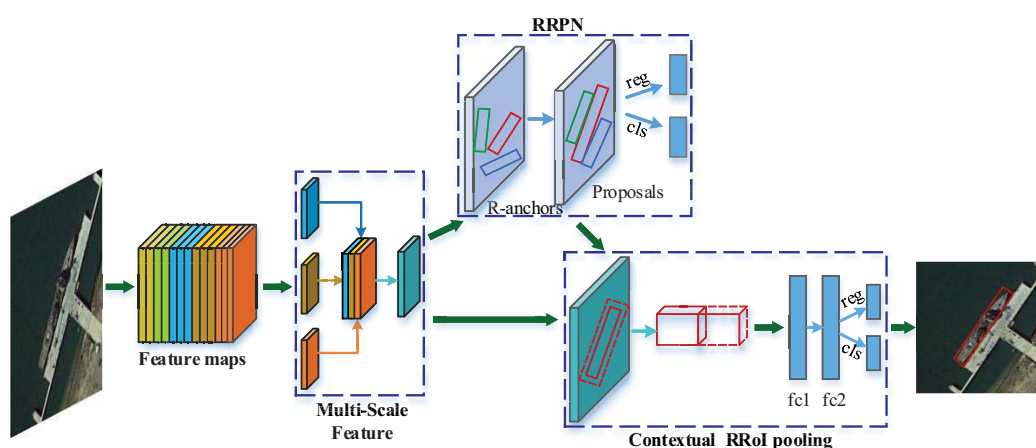 RRPN
reg
cls
R-anchors
Proposals
Feature maps
Multi-Scale
Feature
reg
cls
fc1
fc2
Contextual RRoI pooling